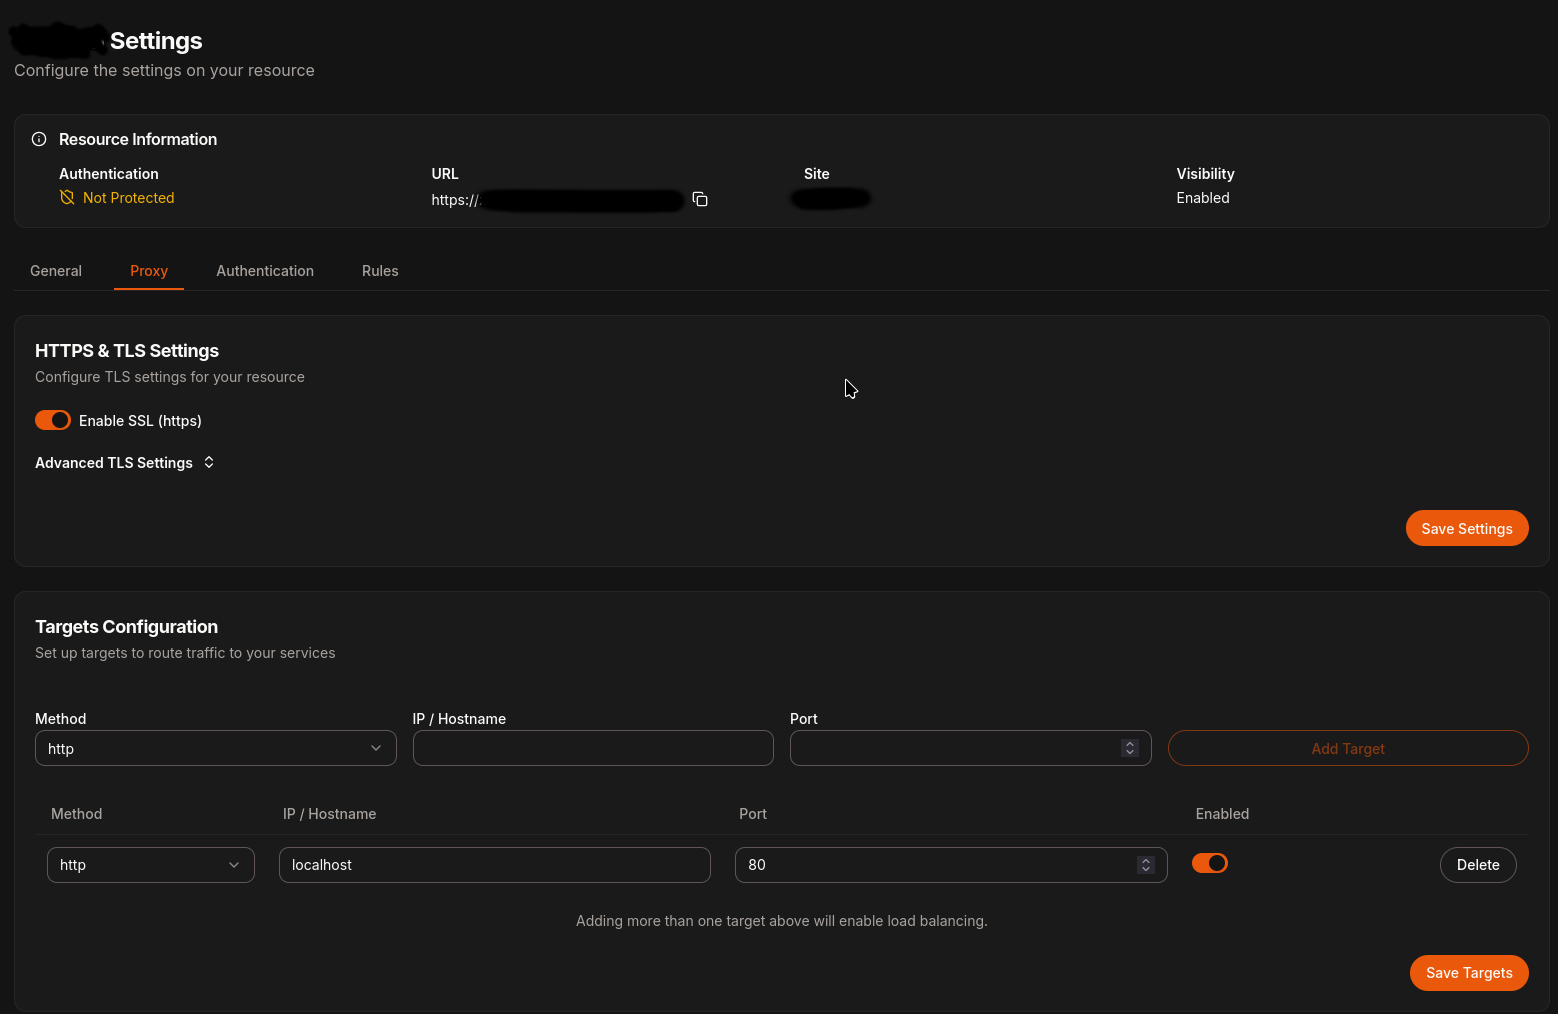 Settings
Configure the settings on your resource
Resource Information
Authentication URL Site Visibility
Not Protected https:// Enabled
General Proxy Authentication Rules
HTTPS & TLS Settings
Configure TLS settings for your resource
Enable SSL (https)
Advanced TLS Settings
Save Settings
Targets Configuration
Set up targets to route traffic to your services
Method IP / Hostname Port
http Add Target
Method IP / Hostname Port Enabled
http localhost 80 Delete
Adding more than one target above will enable load balancing.
Save Targets